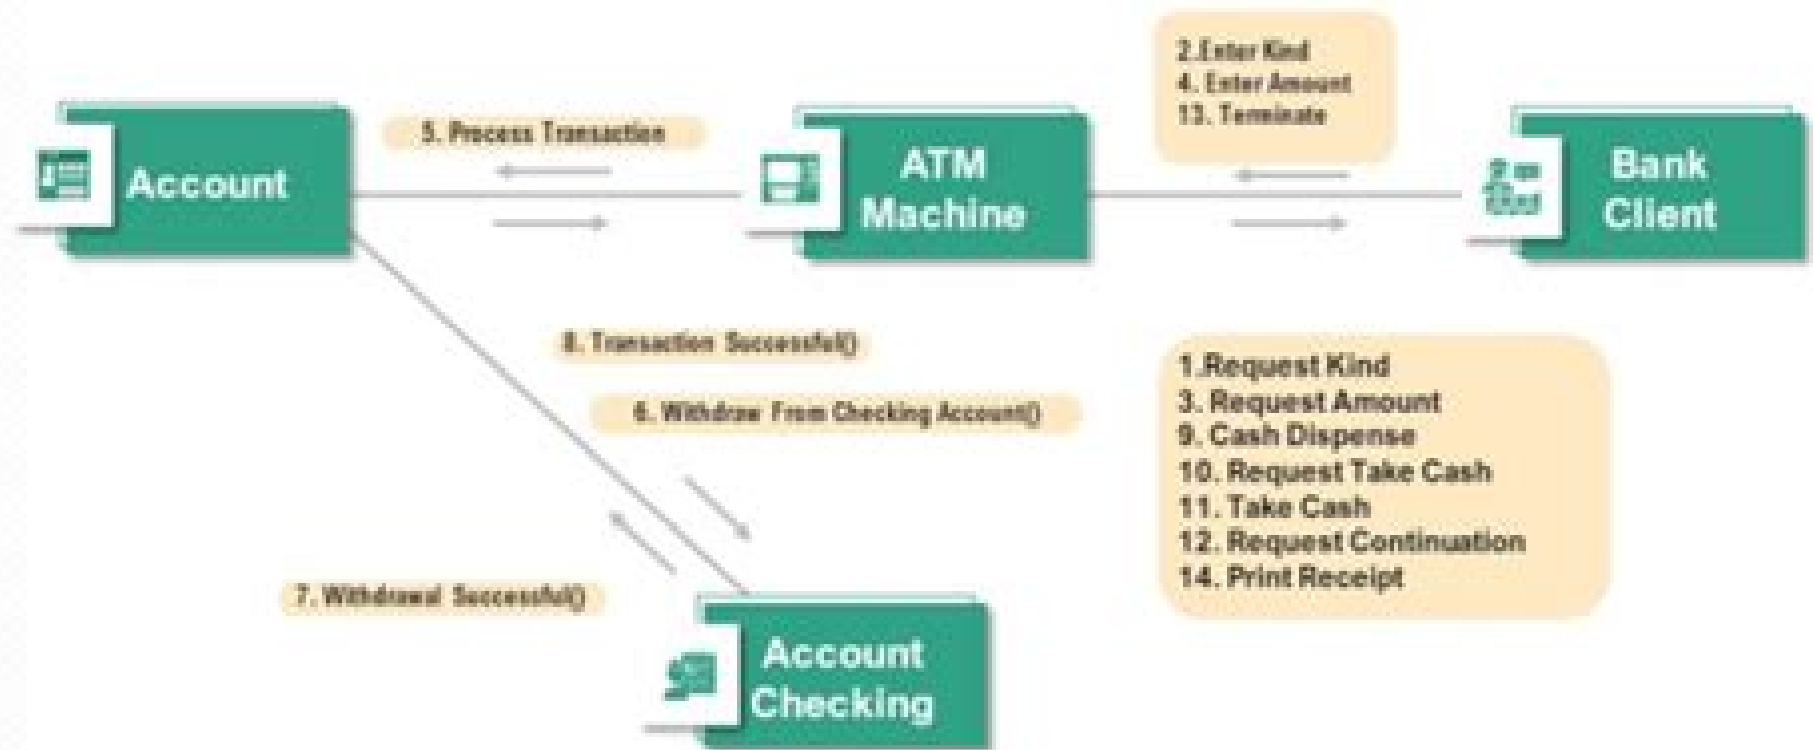 2.Enter Kind
4. Enter Amount
13. Terminate
5. Process Transaction
Account
ATM
Machine
Bank
Client
8. Transaction Successful()
6. Withdraw From Checking Account()
1.Request Kind
3. Request Amount
9. Cash Dispense
10. Request Take Cash
11. Take Cash
12. Request Continuation
14. Print Receipt
7. Withdrawal Successful()
Account
Checking